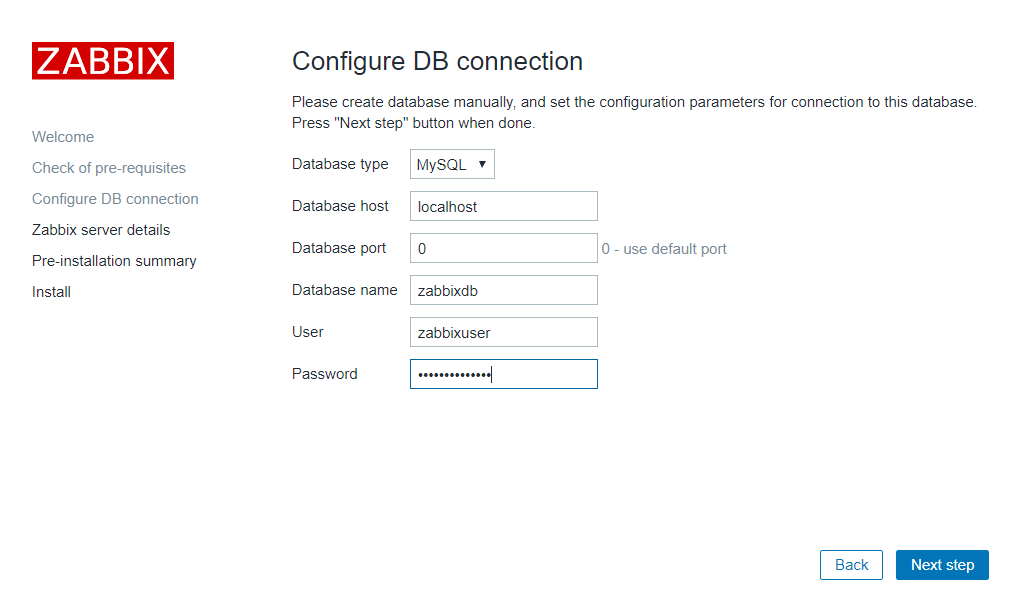 ZABBIX
Welcome
Check of pre-requisites
Configure DB connection
Zabbix server details
Pre-installation summary
Install
Configure DB connection
Please create database manually, and set the configuration parameters for connection to this database.
Press "Next step" button when done.
Database type MySQL ▼
Database host localhost
Database port 0 0 - use default port
Database name zabbixdb
User zabbixuser
Password ••••••••••••••
Back Next step